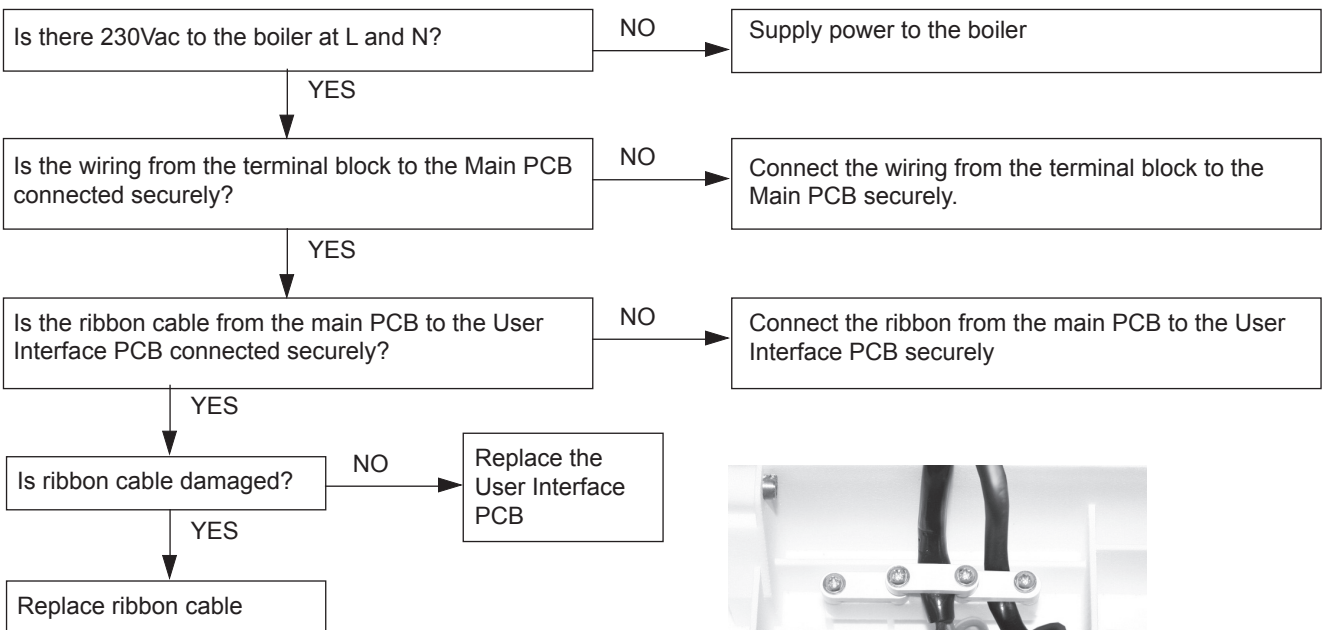 Is there 230Vac to the boiler at L and N?
NO
Supply power to the boiler
YES
Is the wiring from the terminal block to the Main PCB
connected securely?
NO
Connect the wiring from the terminal block to the
Main PCB securely.
YES
Is the ribbon cable from the main PCB to the User
Interface PCB connected securely?
NO
Connect the ribbon from the main PCB to the User
Interface PCB securely
YES
Is ribbon cable damaged?
NO
Replace the
User Interface
PCB
YES
Replace ribbon cable